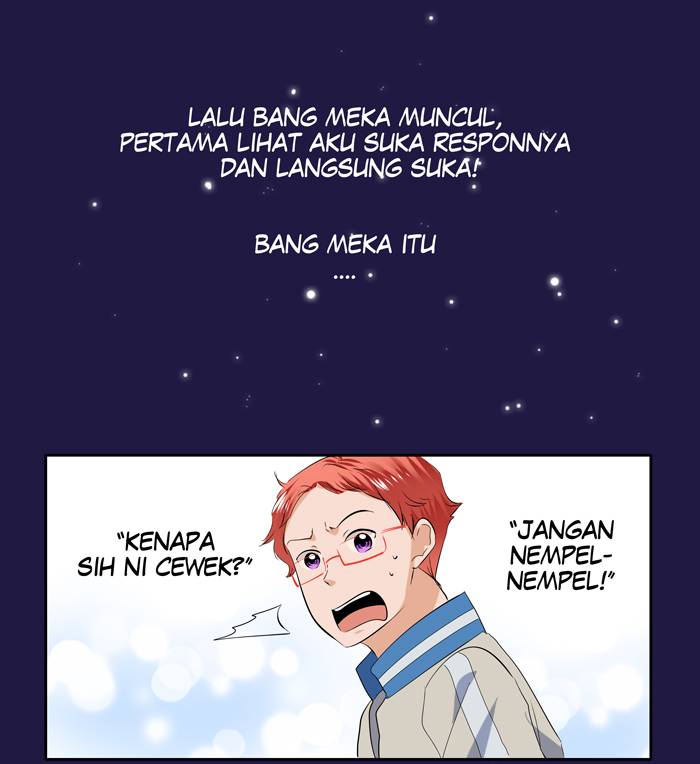 LALU BANG MEKA MUNCUL,
PERTAMA LIHAT AKU SUKA RESPONNYA
DAN LANGSUNG SUKA!
BANG MEKA ITU
....
"KENAPA
SIH NI CEWEK?"
"JANGAN
NEMPEL-
NEMPEL!"